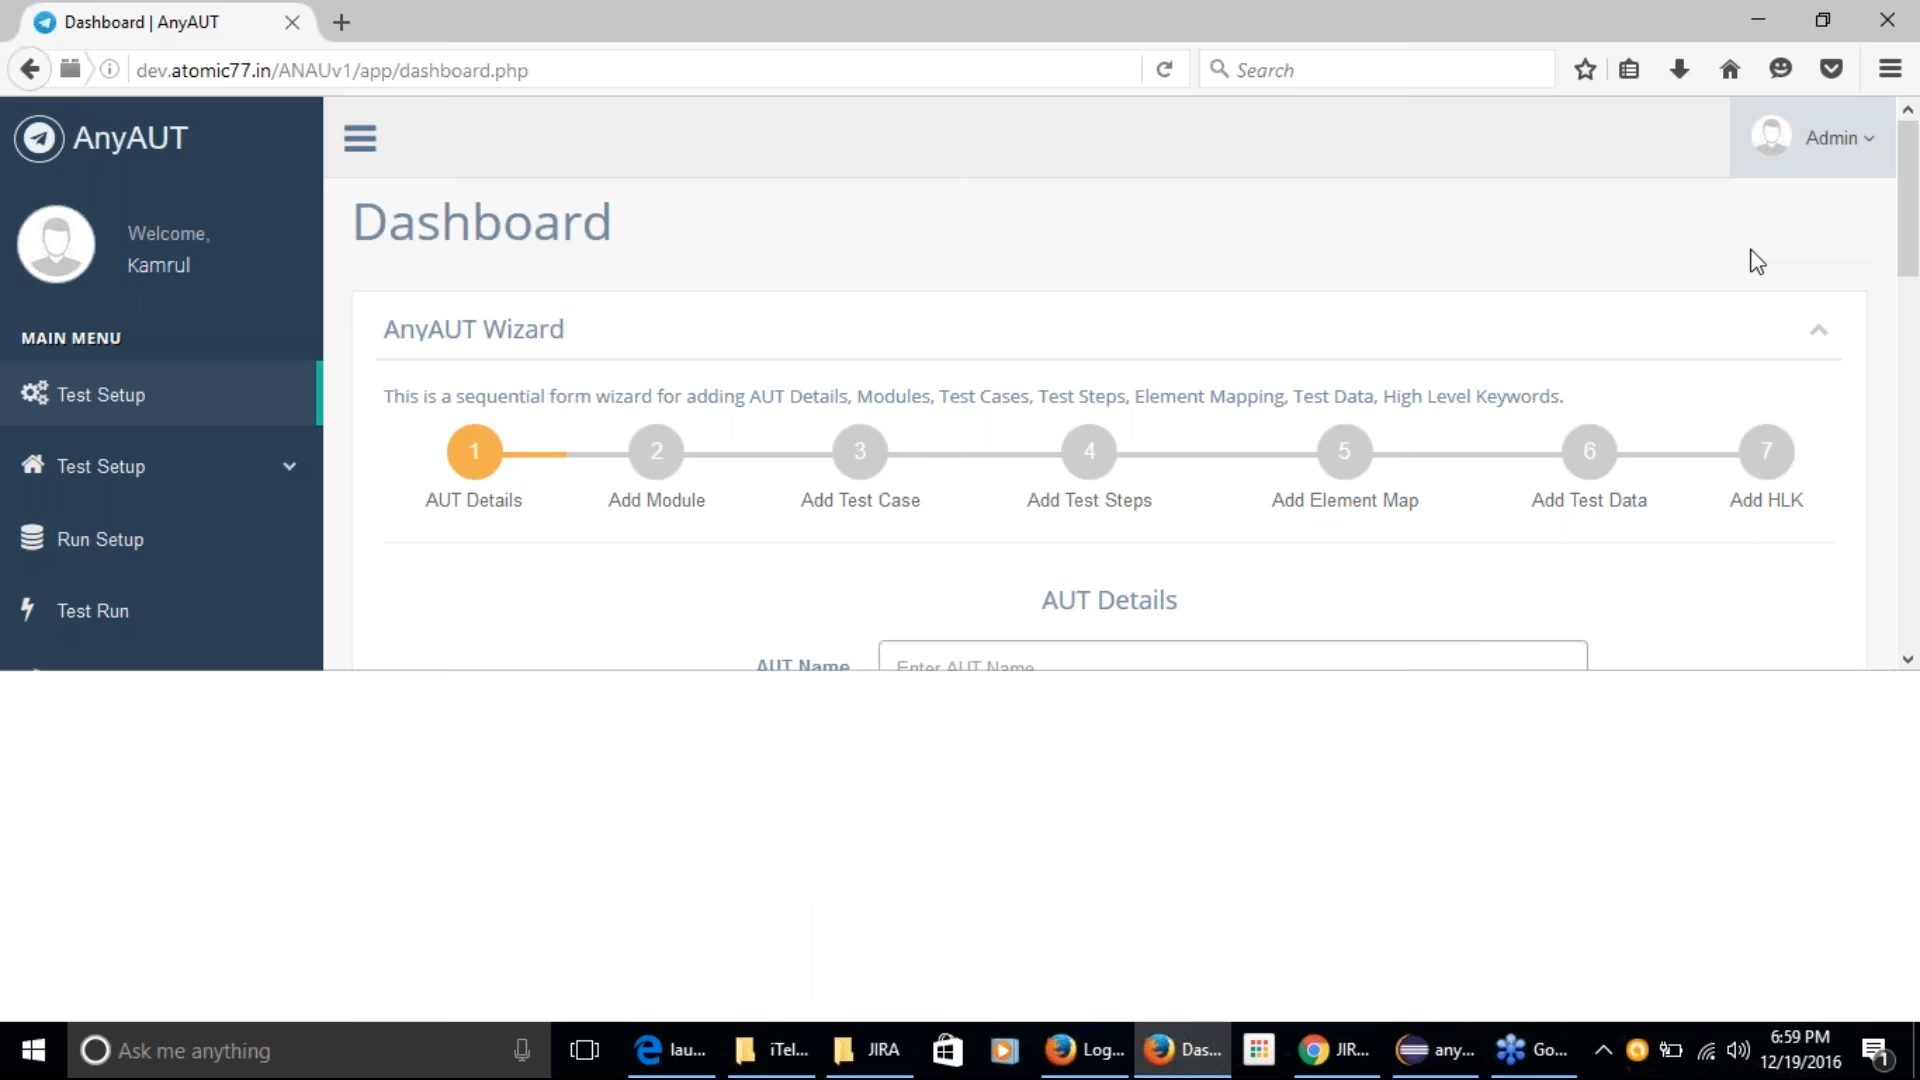 Dashboard | AnyAUT
dev.atomic77.in/ANAUv1/app/dashboard.php
Search
AnyAUT
Admin
Welcome,
Kamrul
MAIN MENU
Test Setup
Test Setup
Run Setup
Test Run
Dashboard
AnyAUT Wizard
This is a sequential form wizard for adding AUT Details, Modules, Test Cases, Test Steps, Element Mapping, Test Data, High Level Keywords.
1 2 3 4 5 6 7
AUT Details Add Module Add Test Case Add Test Steps Add Element Map Add Test Data Add HLK
AUT Details
AUT Name Enter AUT Name
Ask me anything
lau... iTel... JIRA Log... Das... JIR... any... Go...
6:59 PM
12/19/2016
1